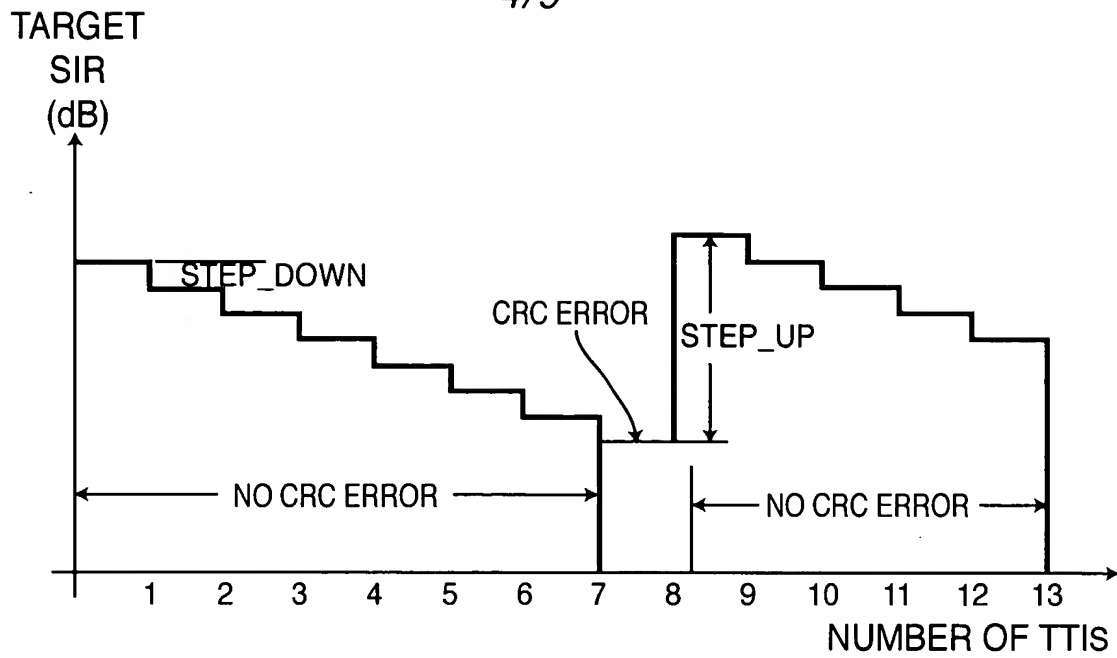 TARGET
SIR
(dB)
STEP_DOWN
CRC ERROR
STEP_UP
NO CRC ERROR
NO CRC ERROR
1 2 3 4 5 6 7 8 9 10 11 12 13
NUMBER OF TTIS